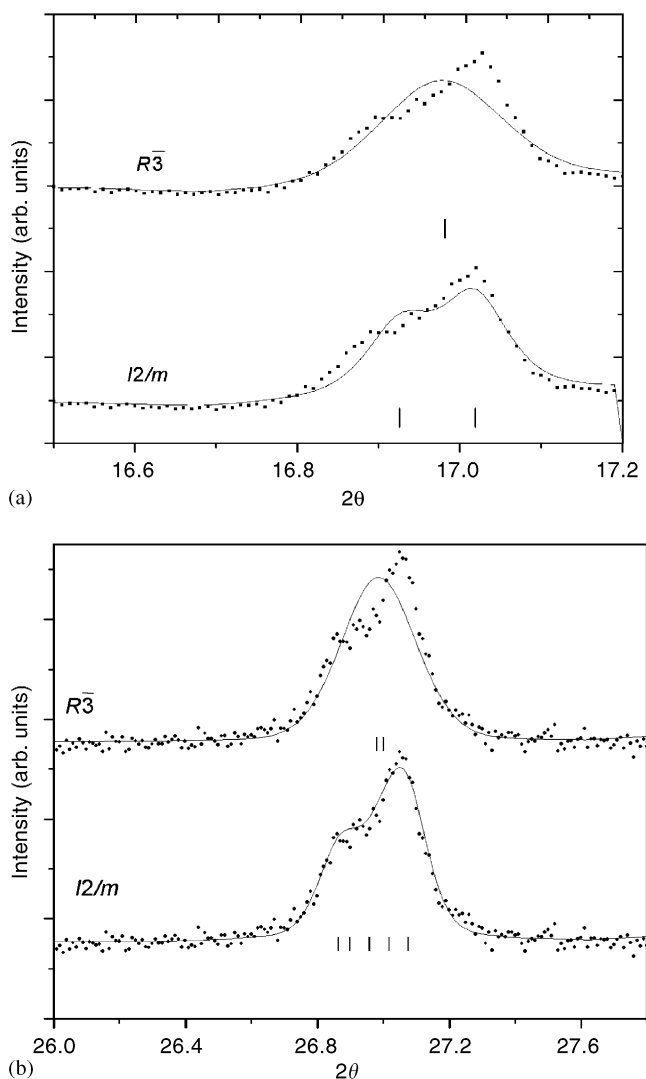 Intensity (arb. units)
R3̅
I2/m
16.6 16.8 17.0 17.2
(a)
2θ
Intensity (arb. units)
R3̅
I2/m
26.0 26.4 26.8 27.2 27.6
(b)
2θ